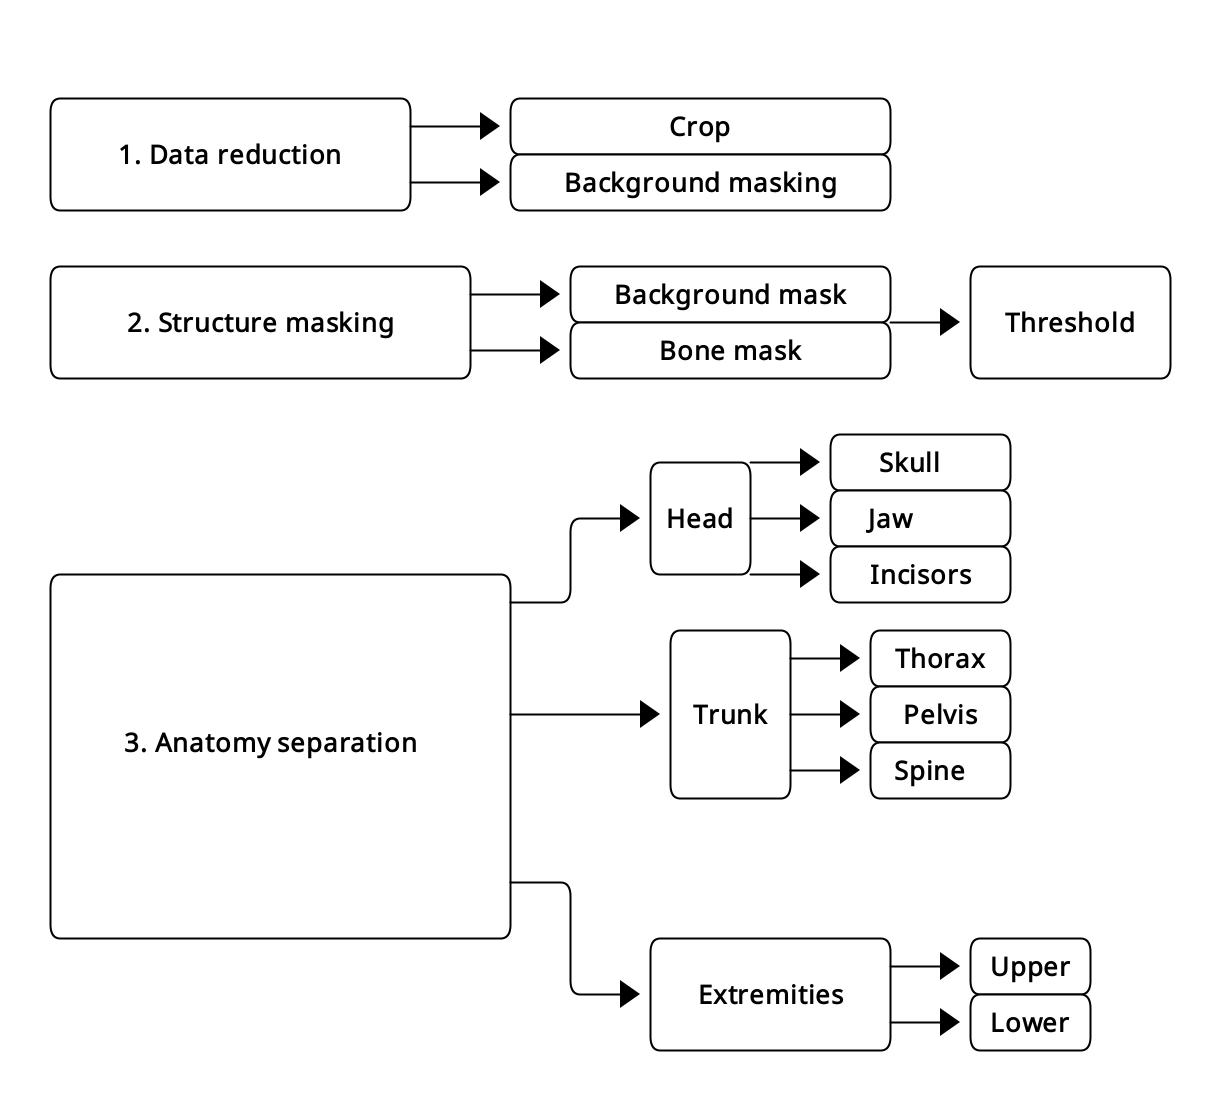 1. Data reduction
Crop
Background masking
2. Structure masking
Background mask
Bone mask
Threshold
3. Anatomy separation
Head
Skull
Jaw
Incisors
Trunk
Thorax
Pelvis
Spine
Extremities
Upper
Lower